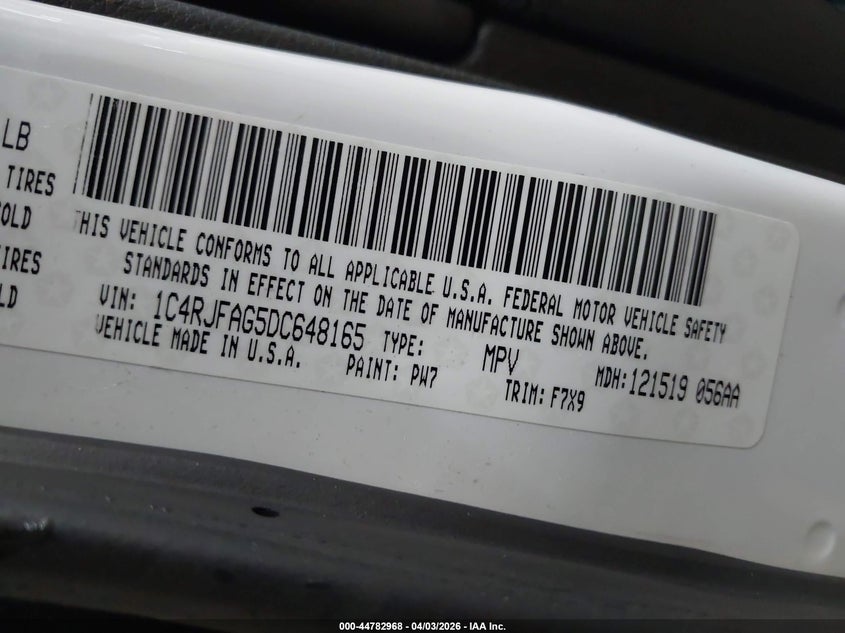 LB
TIRES
COLD
TIRES
LD
THIS VEHICLE CONFORMS TO ALL APPLICABLE U.S.A. FEDERAL MOTOR VEHICLE SAFETY
STANDARDS IN EFFECT ON THE DATE OF MANUFACTURE SHOWN ABOVE.
VIN: 1C4RJFAG5DC648165 TYPE: MPV MDH:121519 056AA
VEHICLE MADE IN U.S.A. PAINT: PW7 TRIM: F7X9
000-44782968 - 04/03/2026 - IAA Inc.